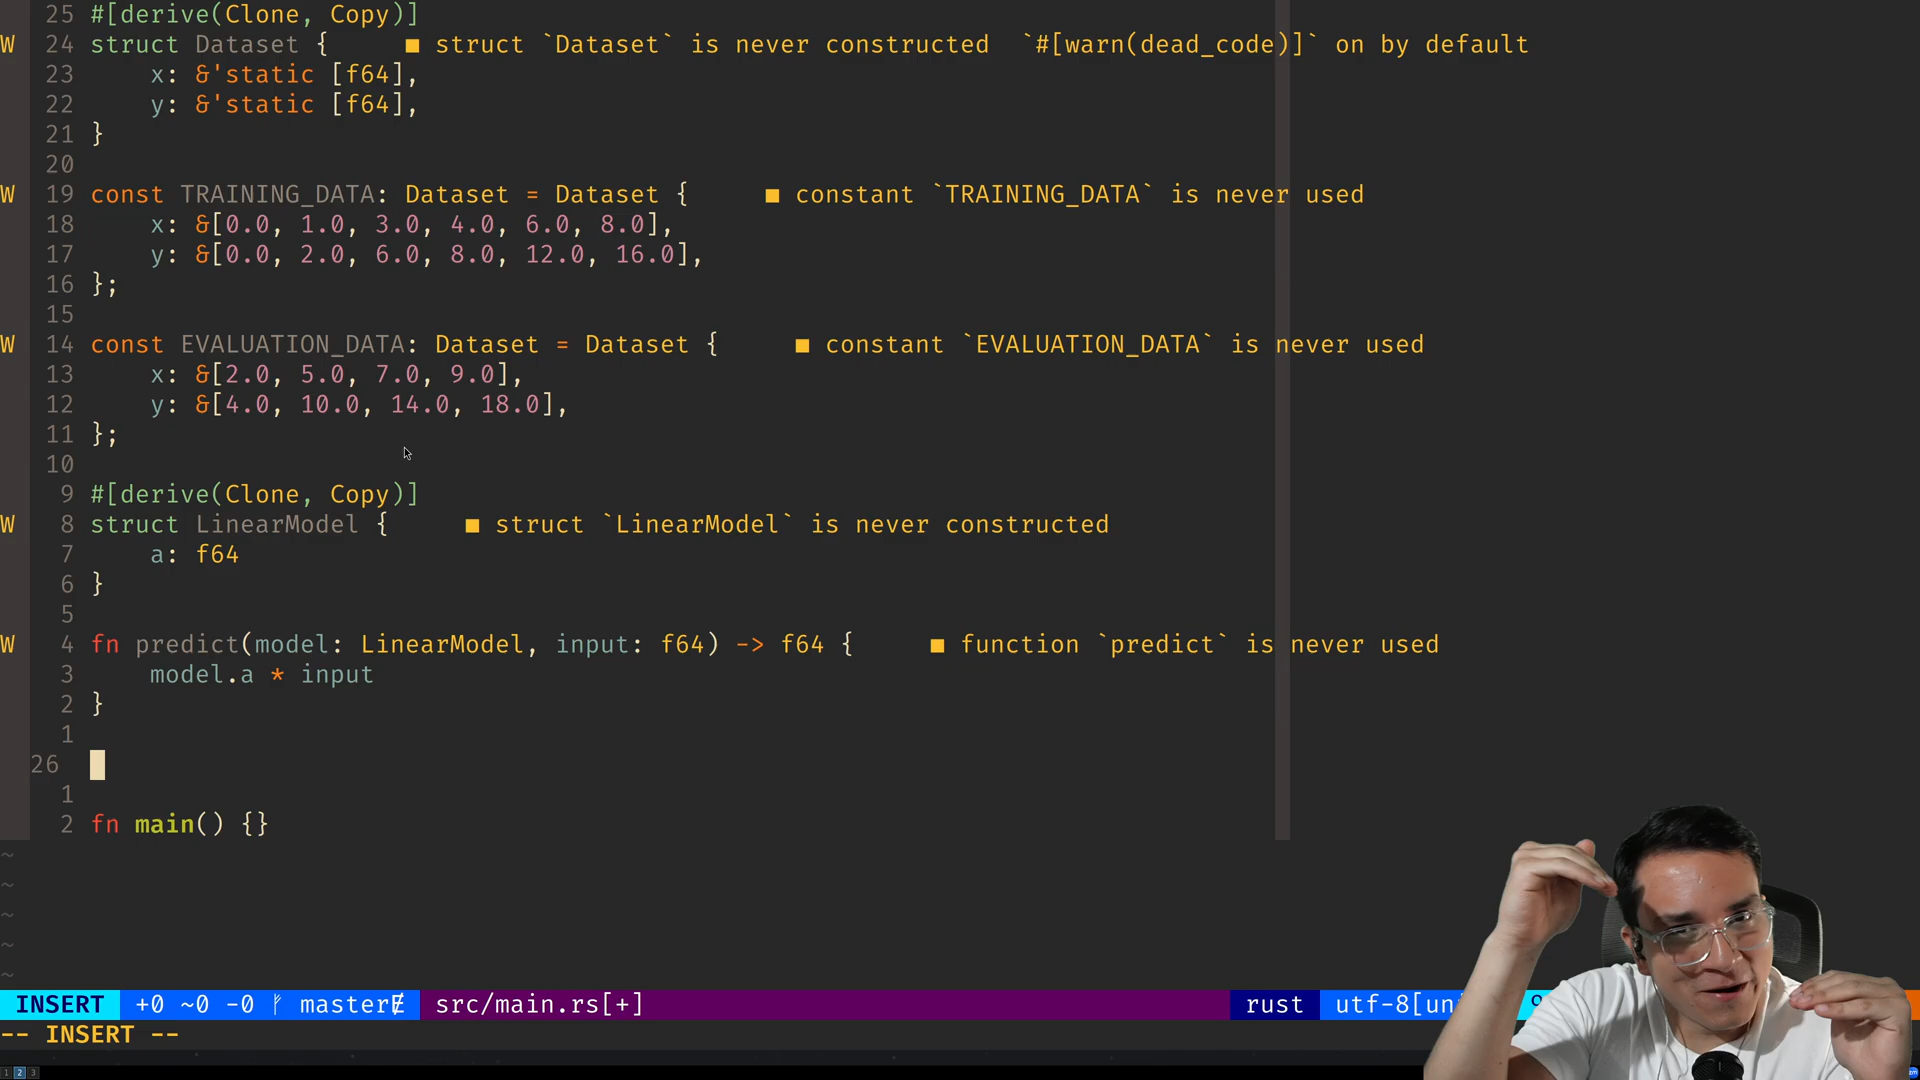 25 #[derive(Clone, Copy)]
W 24 struct Dataset { ■ struct `Dataset` is never constructed `#[warn(dead_code)]` on by default
23 x: &'static [f64],
22 y: &'static [f64],
21 }
20
W 19 const TRAINING_DATA: Dataset = Dataset { ■ constant `TRAINING_DATA` is never used
18 x: &[0.0, 1.0, 3.0, 4.0, 6.0, 8.0],
17 y: &[0.0, 2.0, 6.0, 8.0, 12.0, 16.0],
16 };
15
W 14 const EVALUATION_DATA: Dataset = Dataset { ■ constant `EVALUATION_DATA` is never used
13 x: &[2.0, 5.0, 7.0, 9.0],
12 y: &[4.0, 10.0, 14.0, 18.0],
11 };
10
9 #[derive(Clone, Copy)]
W 8 struct LinearModel { ■ struct `LinearModel` is never constructed
7 a: f64
6 }
5
W 4 fn predict(model: LinearModel, input: f64) -> f64 { ■ function `predict` is never used
3 model.a * input
2 }
1
26
1
2 fn main() {}
~
~
~
~
~
INSERT +0 ~0 -0 master src/main.rs[+] rust utf-8[un
-- INSERT --
1 2 3